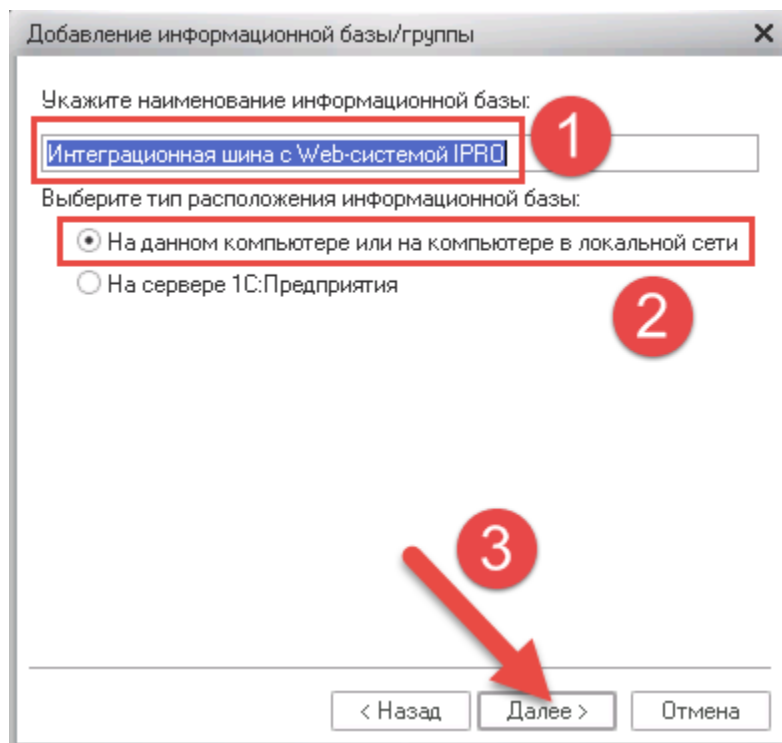 Добавление информационной базы/группы
Укажите наименование информационной базы:
1
Интеграционная шина с Web-системой IPRO
Выберите тип расположения информационной базы:
На данном компьютере или на компьютере в локальной сети
На сервере 1С:Предприятия
2
3
< Назад Далее > Отмена